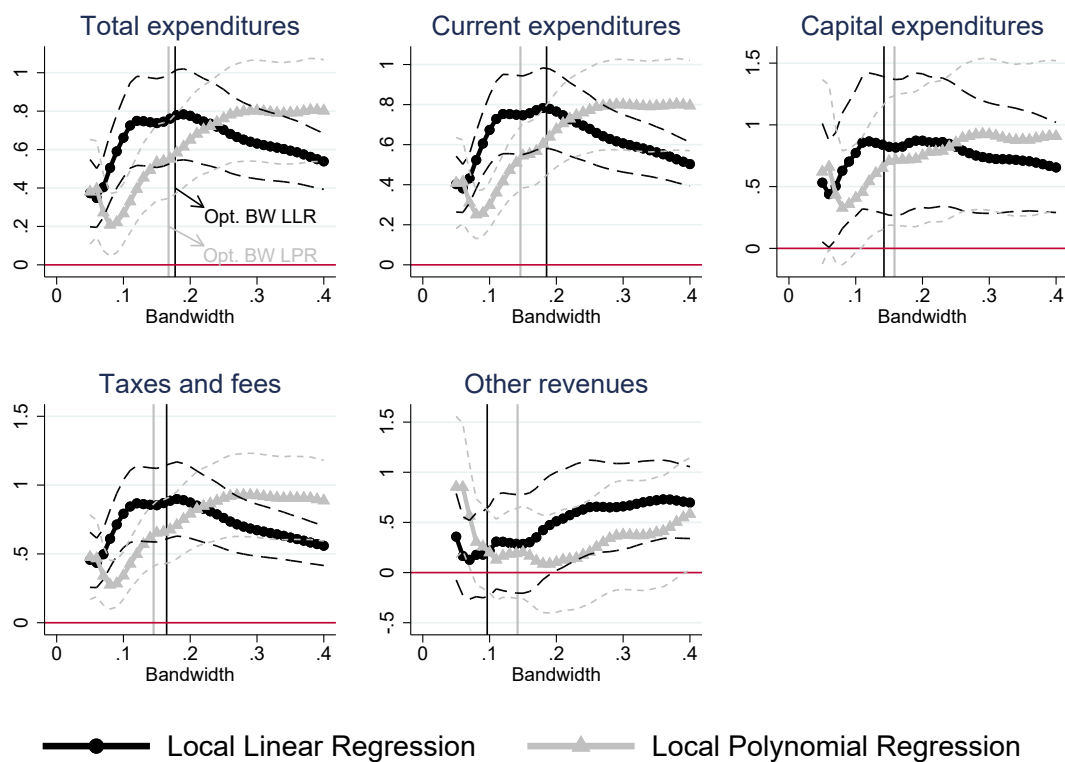 Total expenditures
0 .2 .4 .6 .8 1
Opt. BW LLR
Opt. BW LPR
0 .1 .2 .3 .4
Bandwidth
Current expenditures
0 .2 .4 .6 .8 1
0 .1 .2 .3 .4
Bandwidth
Capital expenditures
0 .5 1 1.5
0 .1 .2 .3 .4
Bandwidth
Taxes and fees
0 .5 1 1.5
0 .1 .2 .3 .4
Bandwidth
Other revenues
-.5 0 .5 1 1.5
0 .1 .2 .3 .4
Bandwidth
Local Linear Regression
Local Polynomial Regression